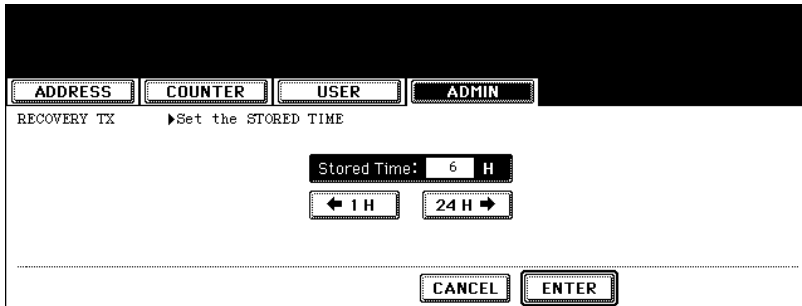 ADDRESS COUNTER USER ADMIN
RECOVERY TX ▶Set the STORED TIME
Stored Time: 6 H
← 1 H 24 H →
CANCEL ENTER